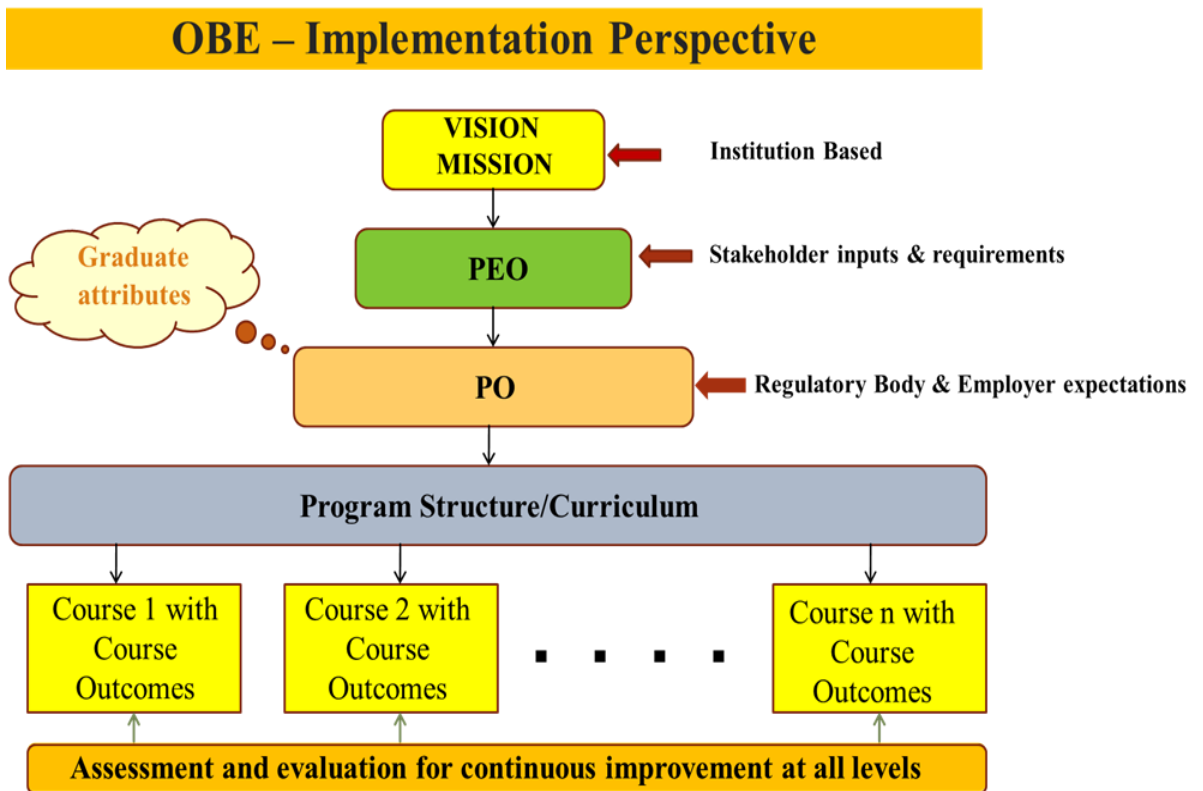 OBE – Implementation Perspective
VISION
MISSION
Institution Based
Graduate
attributes
PEO
Stakeholder inputs & requirements
PO
Regulatory Body & Employer expectations
Program Structure/Curriculum
Course 1 with
Course
Outcomes
Course 2 with
Course
Outcomes
Course n with
Course
Outcomes
Assessment and evaluation for continuous improvement at all levels